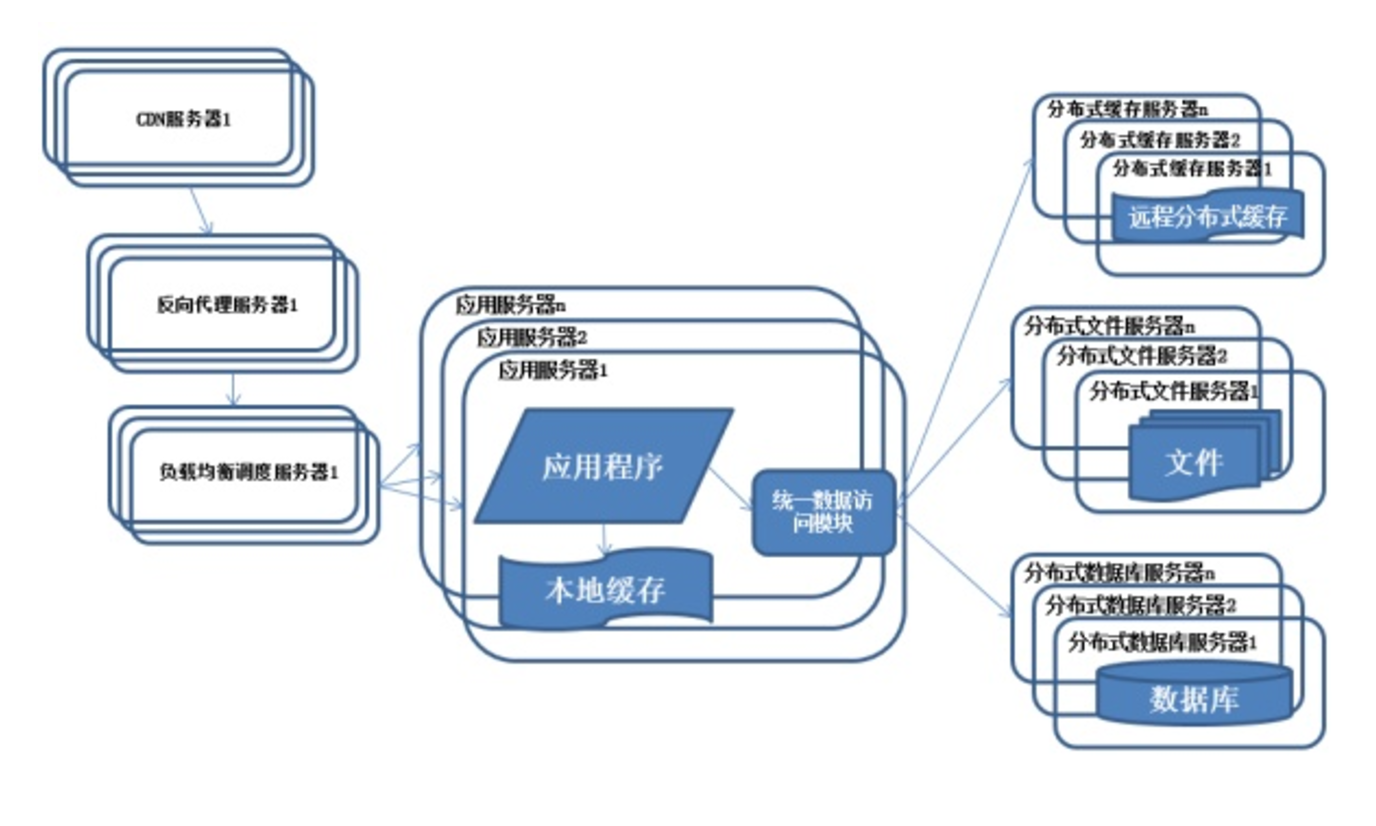 CDN服务器1
反向代理服务器1
负载均衡调度服务器1
应用服务器n
应用服务器2
应用服务器1
应用程序
统一数据访
问模块
本地缓存
分布式缓存服务器n
分布式缓存服务器2
分布式缓存服务器1
远程分布式缓存
分布式文件服务器n
分布式文件服务器2
分布式文件服务器1
文件
分布式数据库服务器n
分布式数据库服务器2
分布式数据库服务器1
数据库